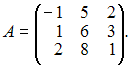 A = ( -1 5 2
1 6 3
2 8 1 ).